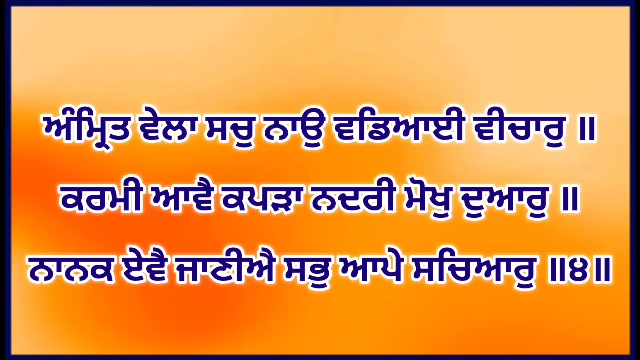 ਅੰਮ੍ਰਿਤ ਵੇਲਾ ਸਚੁ ਨਾਉ ਵਡਿਆਈ ਵੀਚਾਰੁ ॥
ਕਰਮੀ ਆਵੈ ਕਪੜਾ ਨਦਰੀ ਮੋਖੁ ਦੁਆਰੁ ॥
ਨਾਨਕ ਏਵੈ ਜਾਣੀਐ ਸਭੁ ਆਪੇ ਸਚਿਆਰੁ ॥੪॥